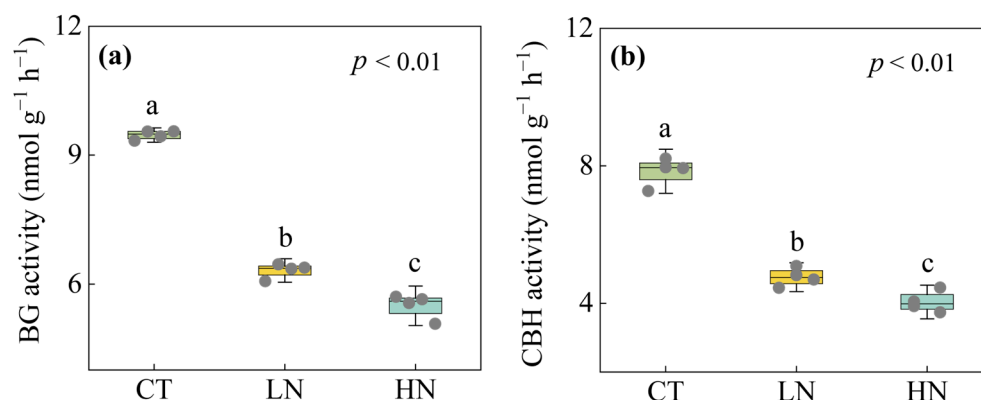 12
(a)
p < 0.01
a
9
b
c
6
BG activity (nmol g⁻¹ h⁻¹)
CT LN HN
12
(b)
p < 0.01
a
8
b
c
4
CBH activity (nmol g⁻¹ h⁻¹)
CT LN HN